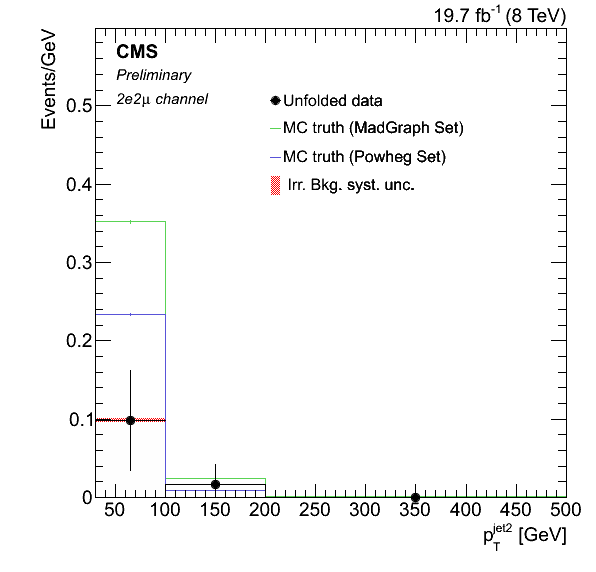 19.7 fb⁻¹ (8 TeV)
Events/GeV
CMS
Preliminary
2e2μ channel
Unfolded data
MC truth (MadGraph Set)
MC truth (Powheg Set)
Irr. Bkg. syst. unc.
0.5
0.4
0.3
0.2
0.1
0
50 100 150 200 250 300 350 400 450 500
p_T^jet2 [GeV]